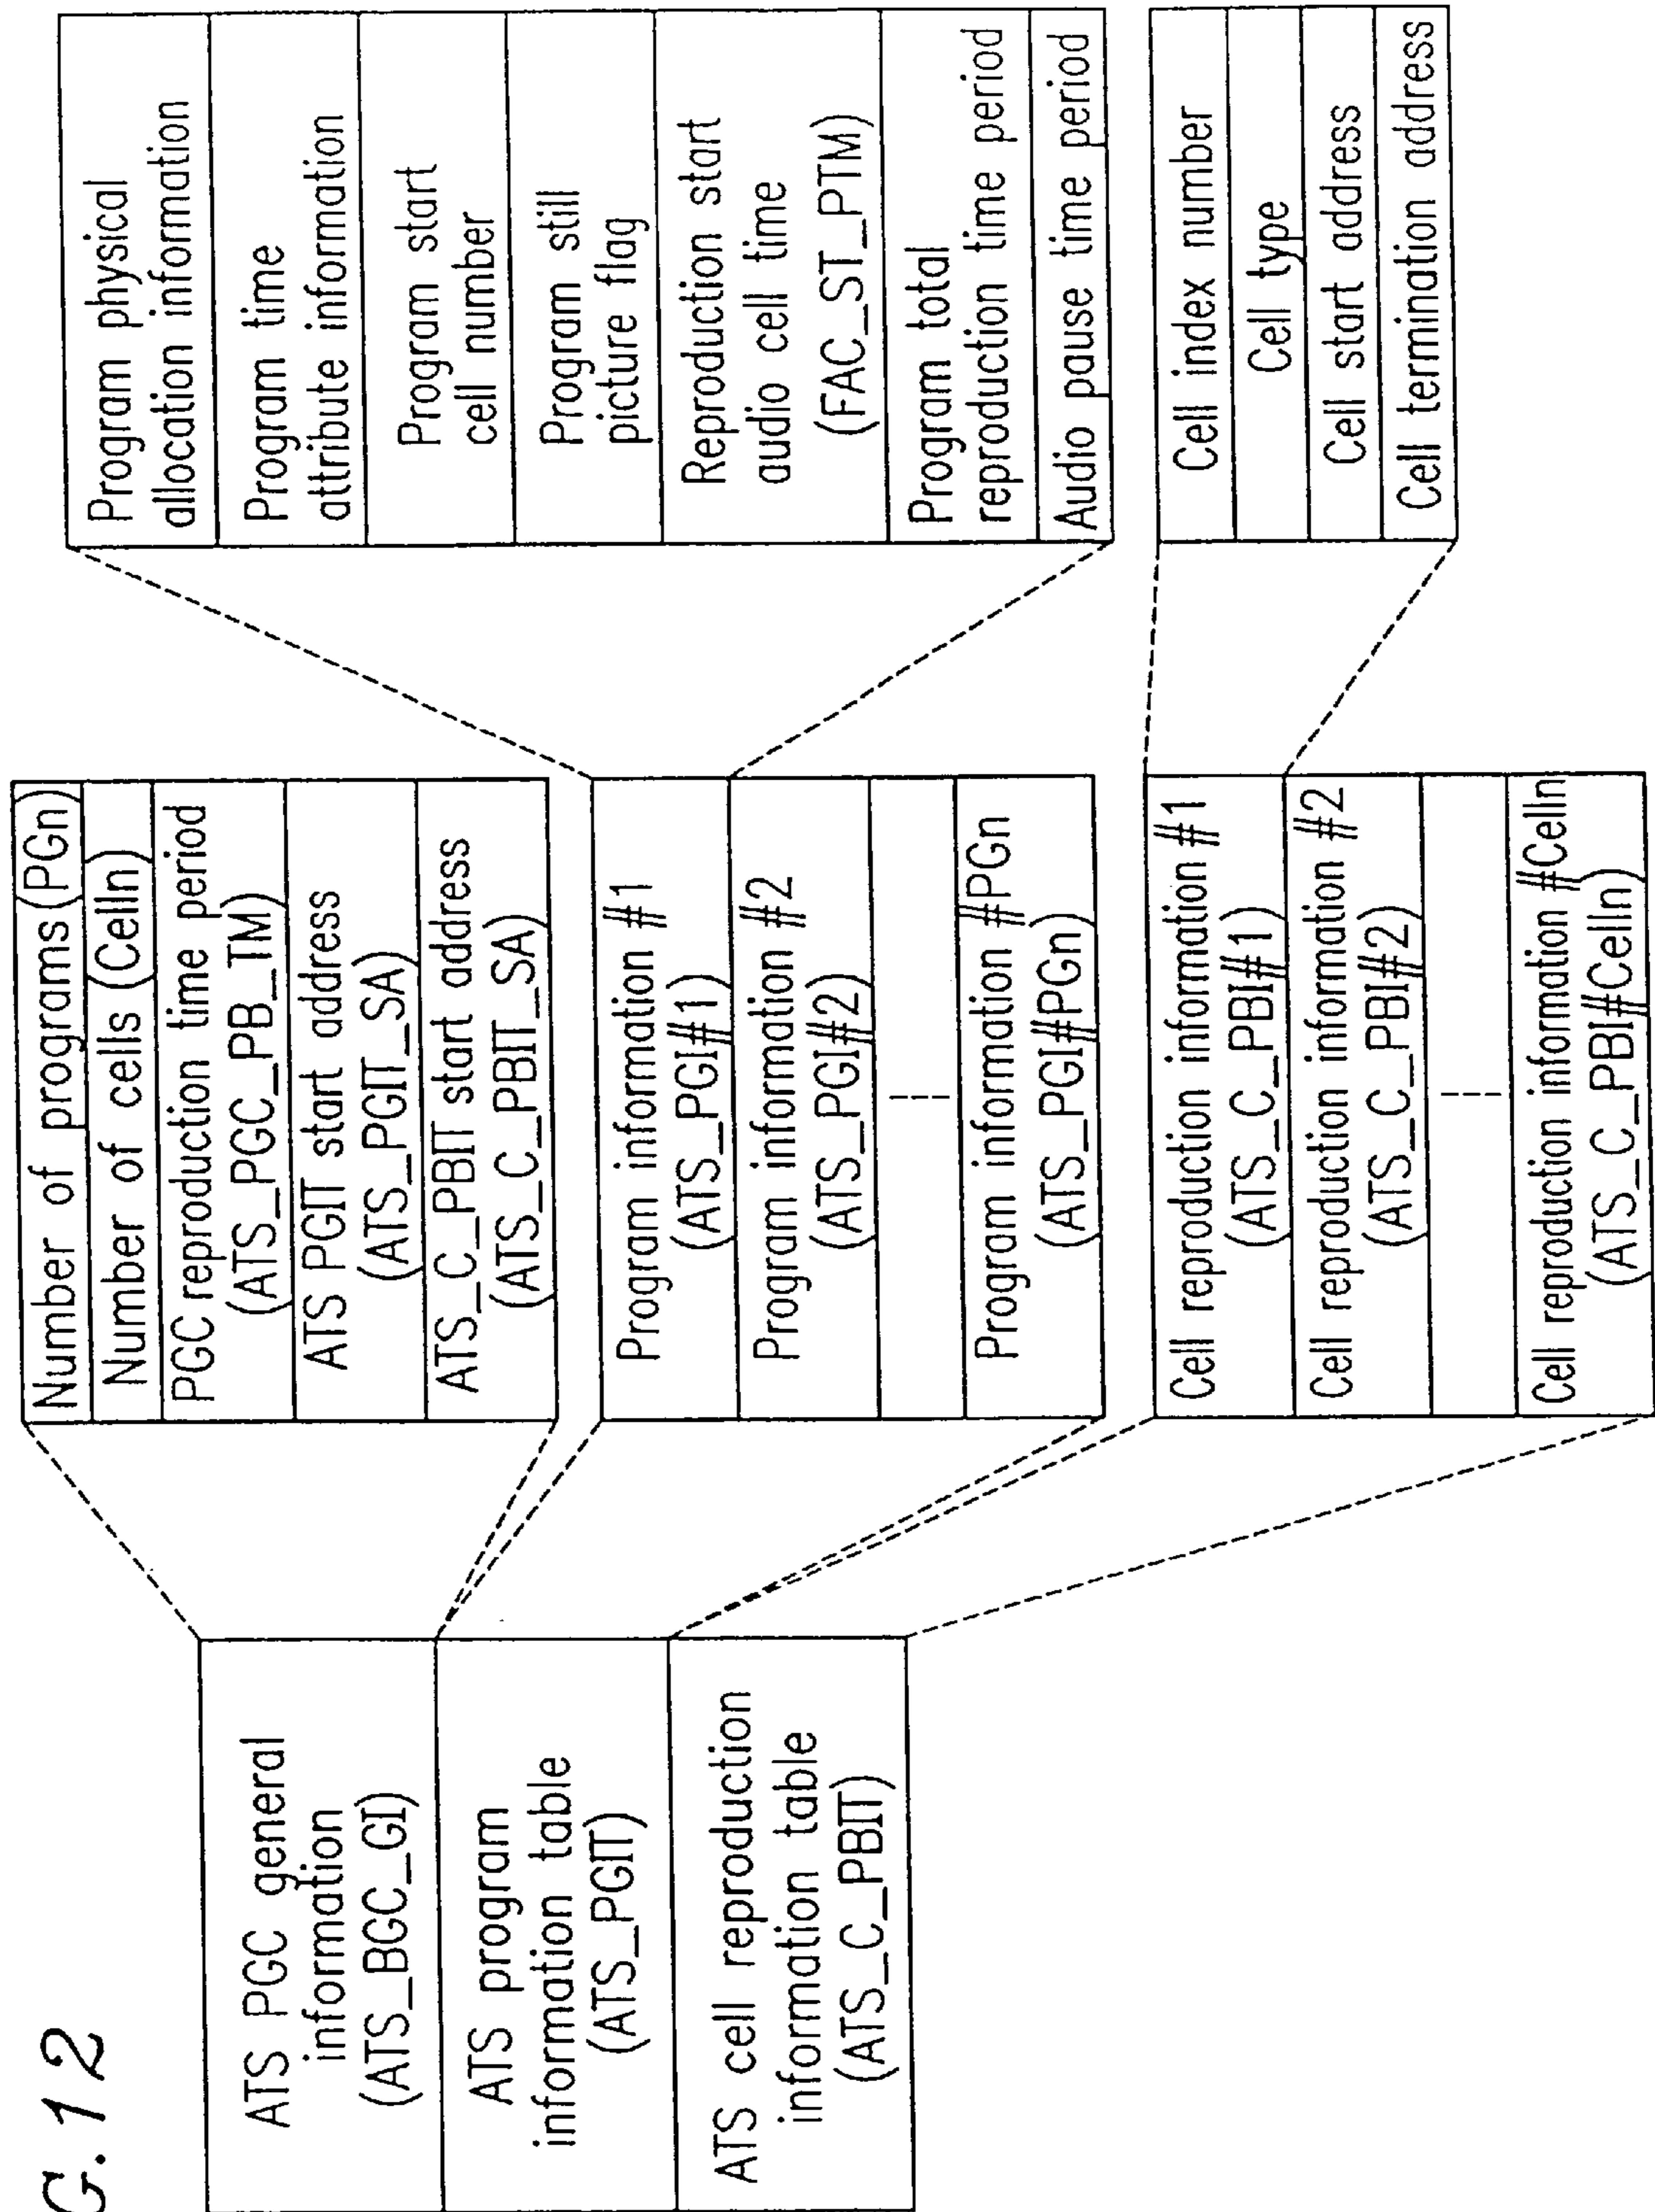 G. 12
ATS PGC general
information
(ATS_BGC_GI)
ATS program
information table
(ATS_PGIT)
ATS cell reproduction
information table
(ATS_C_PBIT)
Number of programs(PGn)
Number of cells (Celln)
PGC reproduction time period
(ATS_PGC_PB_TM)
ATS PGIT start address
(ATS_PGIT_SA)
ATS_C_PBIT start address
(ATS_C_PBIT_SA)
Program information #1
(ATS_PGI#1)
Program information #2
(ATS_PGI#2)
Program information #PGn
(ATS_PGI#PGn)
Cell reproduction information #1
(ATS_C_PBI#1)
Cell reproduction information #2
(ATS_C_PBI#2)
Cell reproduction information #Celln
(ATS_C_PBI#Celln)
Program physical
allocation information
Program time
attribute information
Program start
cell number
Program still
picture flag
Reproduction start
audio cell time
(FAC_ST_PTM)
Program total
reproduction time period
Audio pause time period
Cell index number
Cell type
Cell start address
Cell termination address